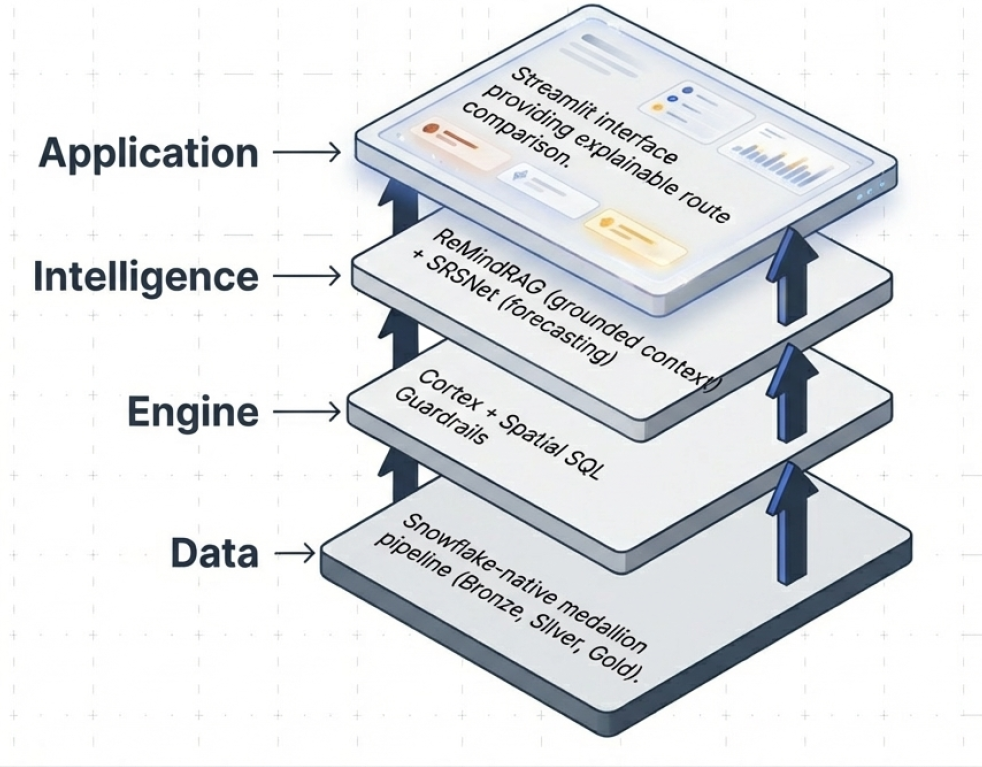 Application
Streamlit interface
providing explainable route
comparison.
Intelligence
ReMindRAG (grounded context)
+ SRSNet (forecasting)
Engine
Cortex + Spatial SQL
Guardrails
Data
Snowflake-native medallion
pipeline (Bronze, Silver, Gold).